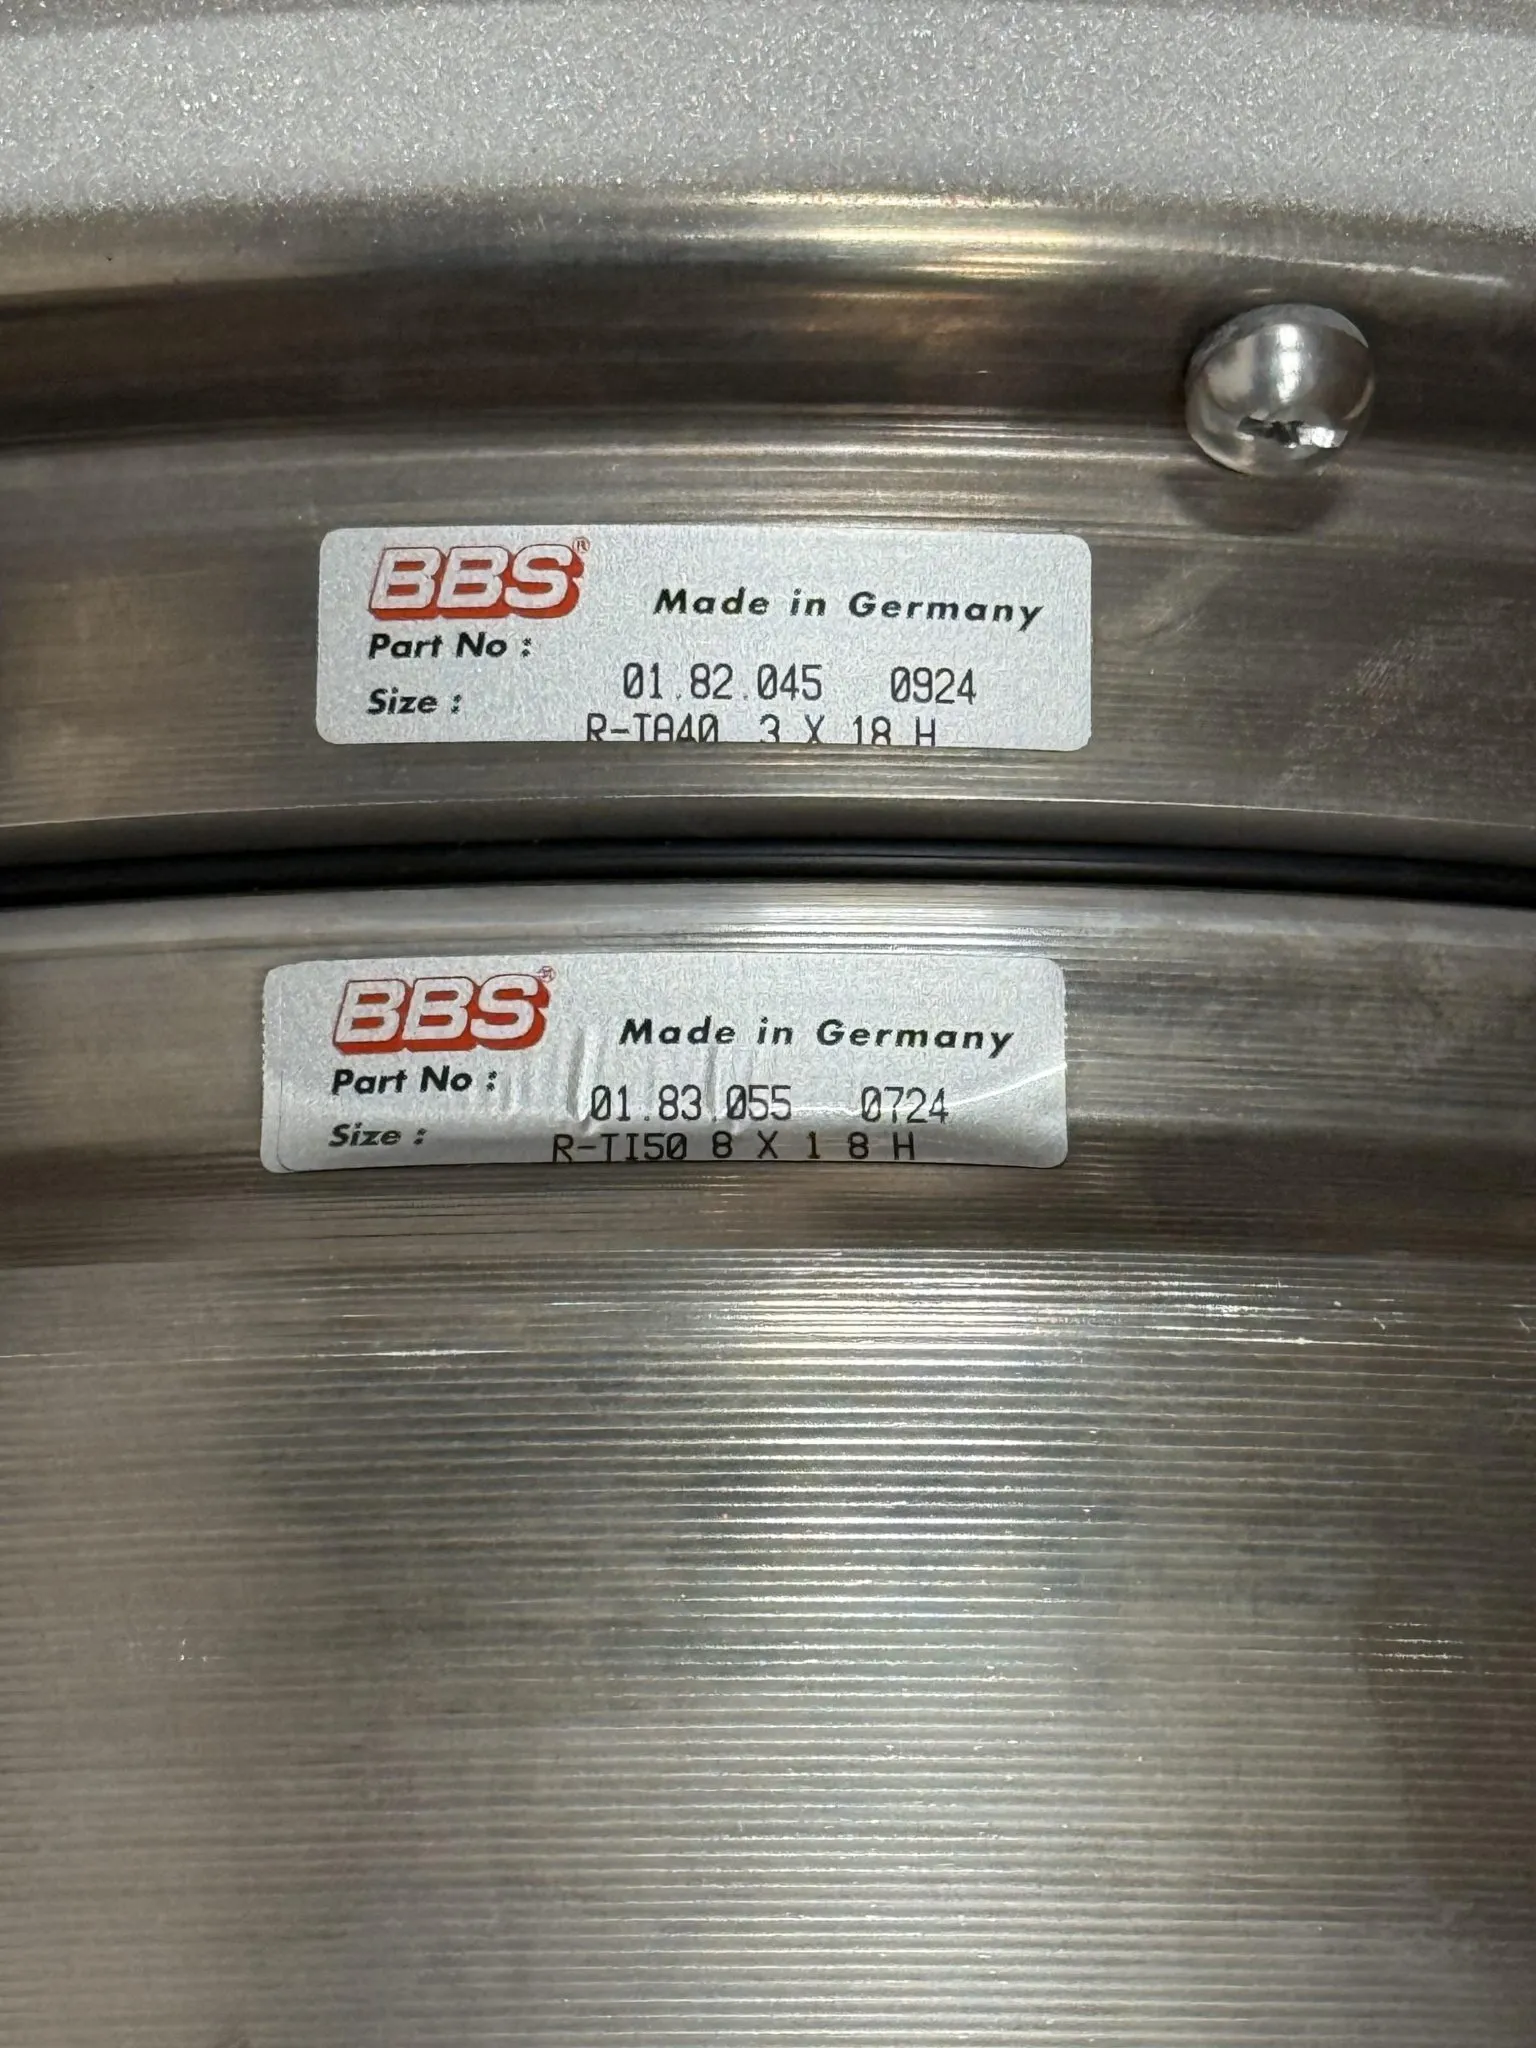 BBS®
Made in Germany
Part No :
01.82.045 0924
Size :
R-TA40 3 X 18 H
BBS®
Made in Germany
Part No :
01.83.055 0724
Size :
R-TI50 8 X 1 8 H